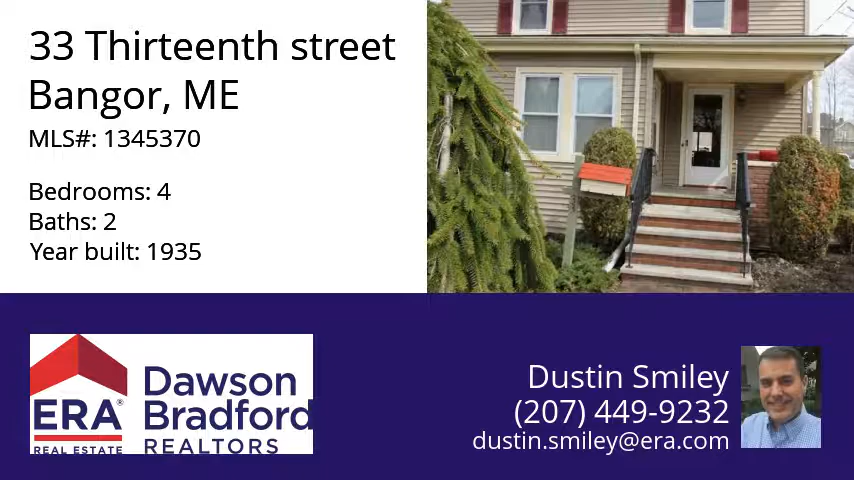 33 Thirteenth street
Bangor, ME
MLS#: 1345370
Bedrooms: 4
Baths: 2
Year built: 1935
ERA®
REAL ESTATE
Dawson
Bradford
REALTORS
Dustin Smiley
(207) 449-9232
dustin.smiley@era.com